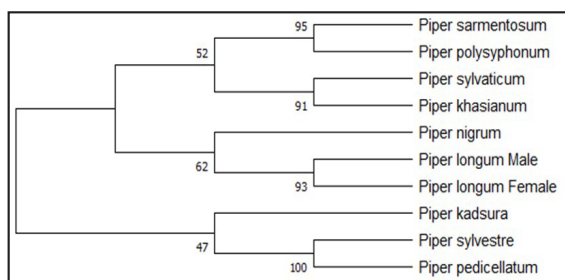 95 Piper sarmentosum
52 Piper polysyphonum
Piper sylvaticum
91 Piper khasianum
Piper nigrum
62 Piper longum Male
93 Piper longum Female
Piper kadsura
47 Piper sylvestre
100 Piper pedicellatum